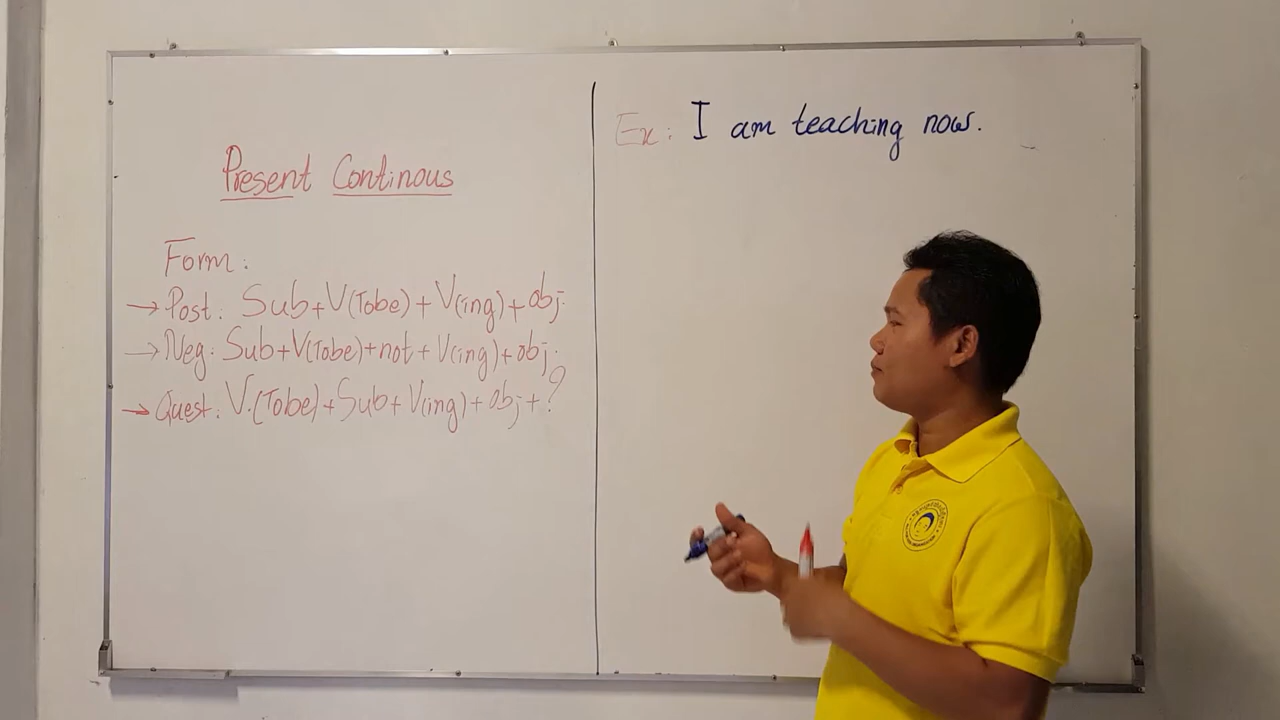 Present Continous
Form:
→ Post: Sub+V(Tobe)+V(ing)+obj.
→ Neg: Sub+V(Tobe)+not+V(ing)+obj.
→ Quest: V.(Tobe)+Sub+V(ing)+obj+?
Ex: I am teaching now.